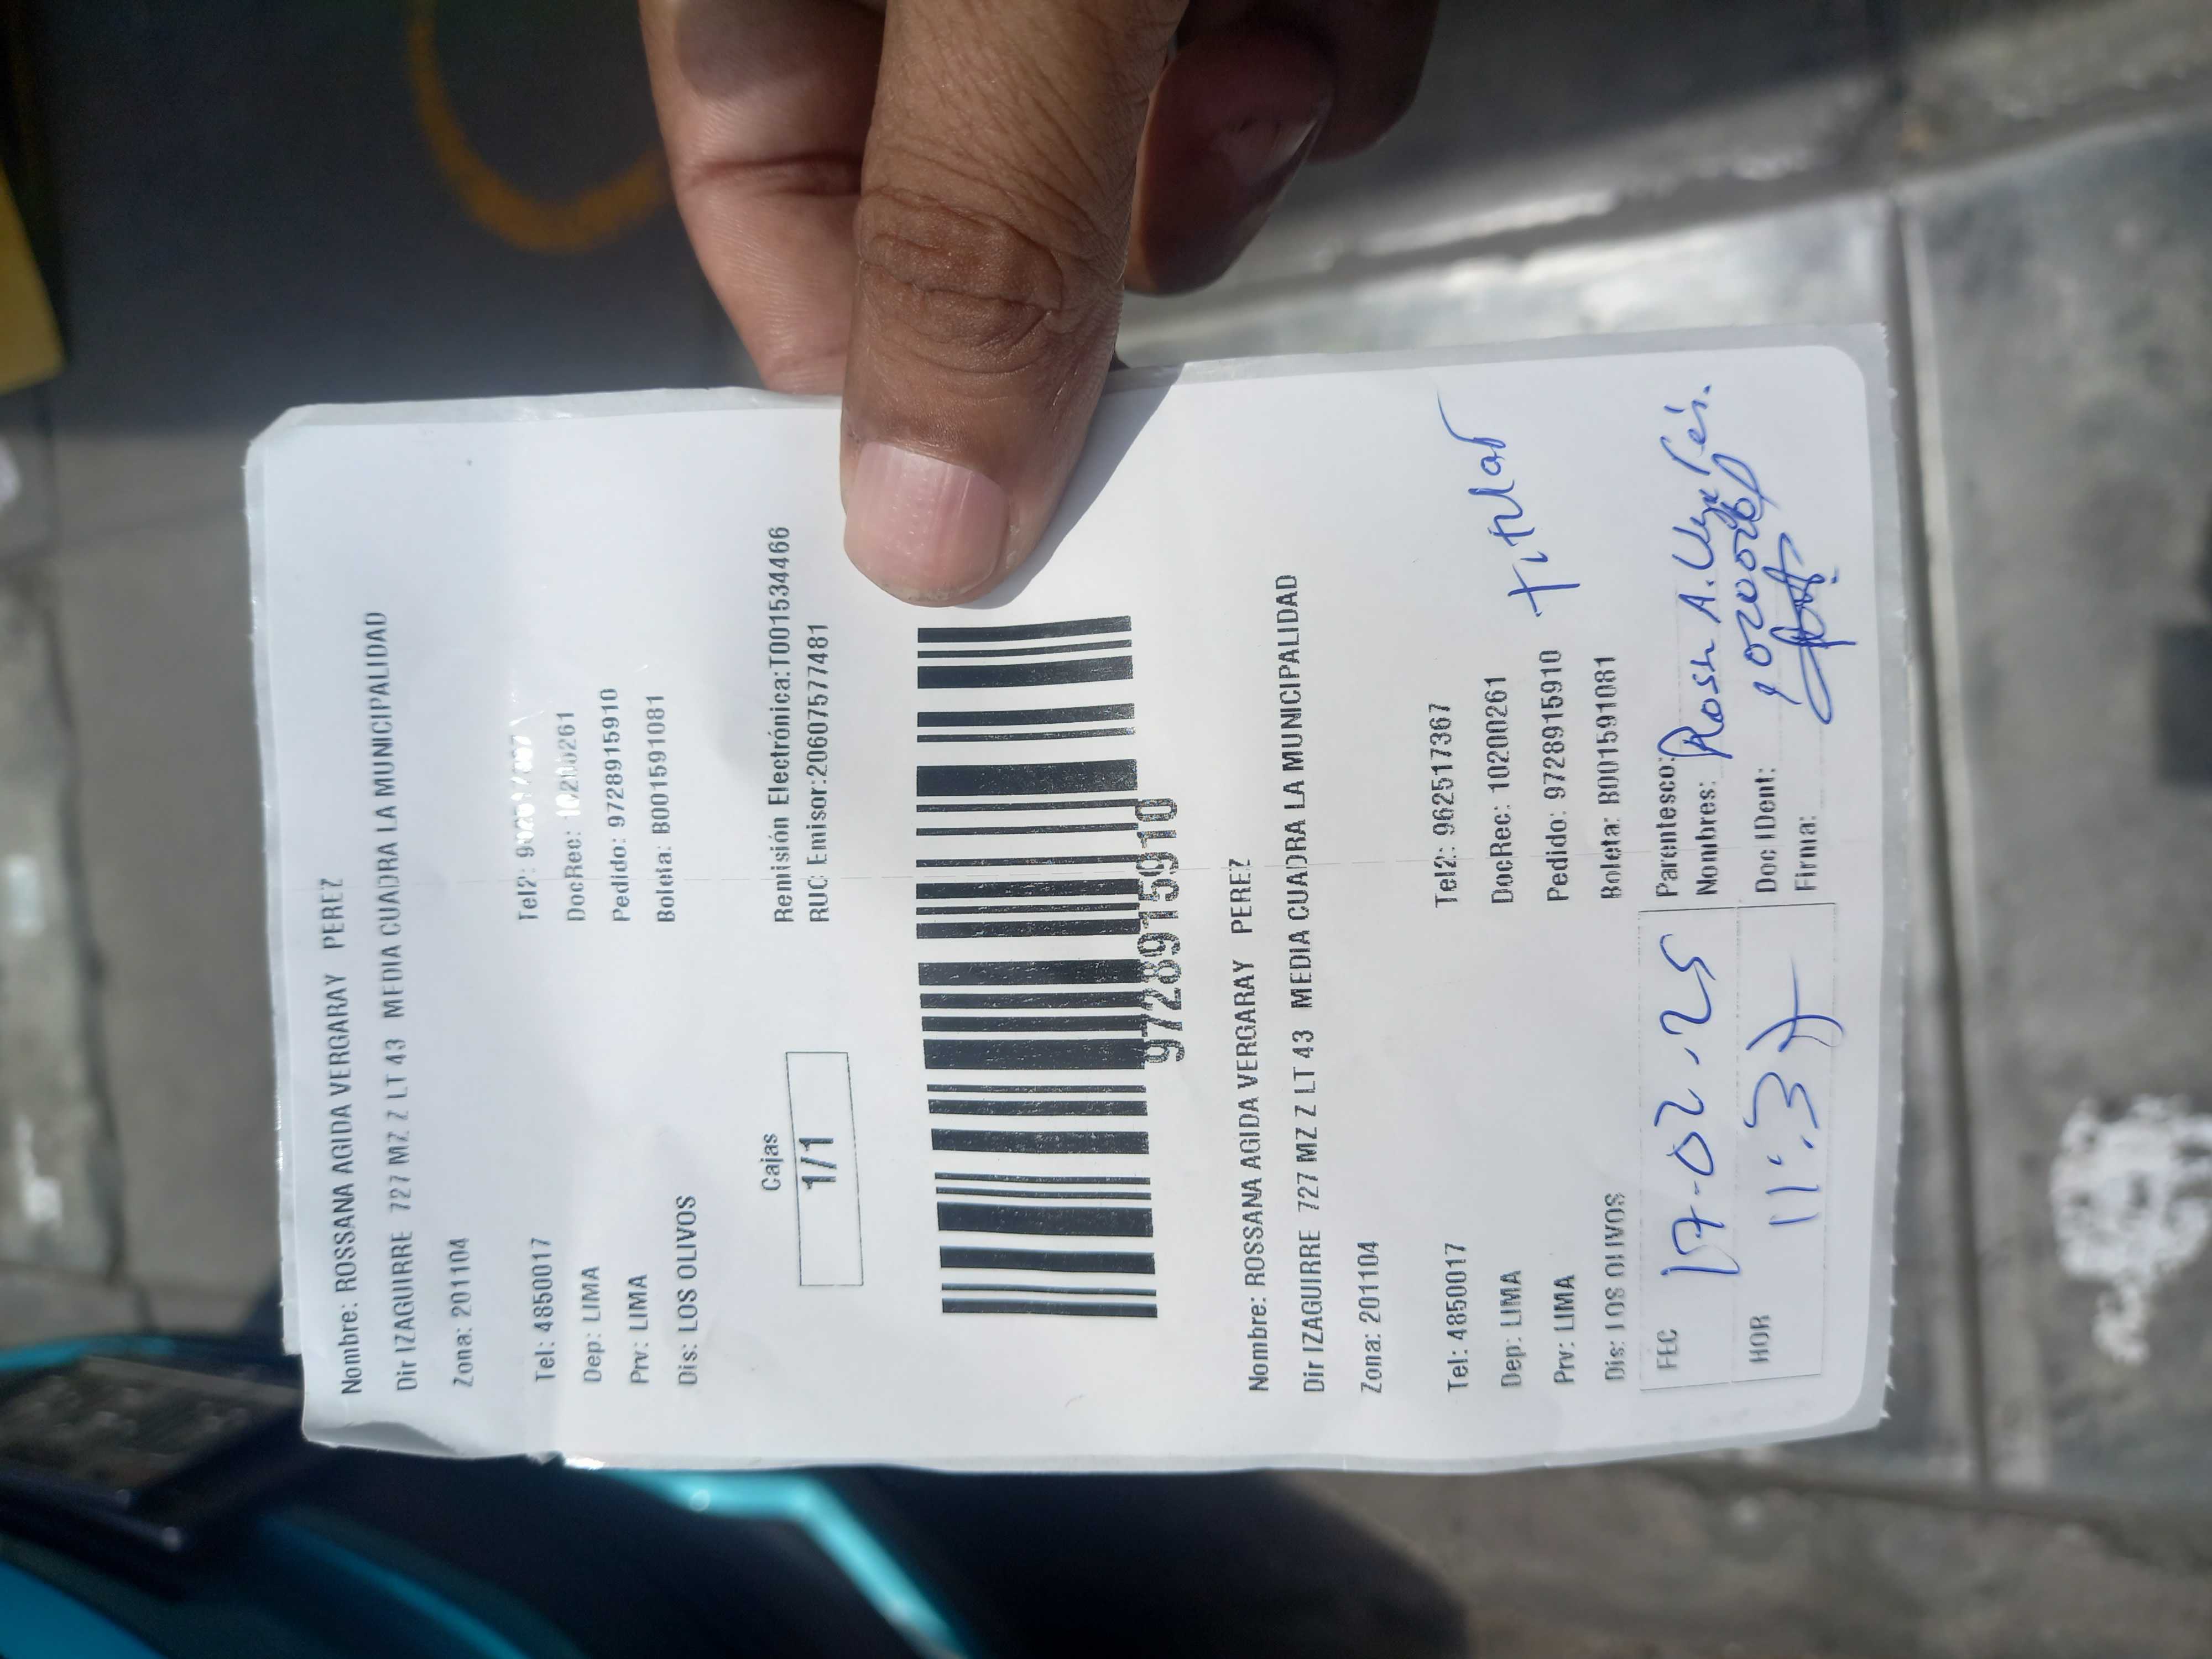 Nombre: ROSSANA AGIDA VERGARAY PEREZ
Dir IZAGUIRRE 727 MZ Z LT 43 MEDIA CUADRA LA MUNICIPALIDAD
Zona: 201104
Tel: 4850017 Tel2:
Dep: LIMA DocRec:
Prv: LIMA Pedido: 9728915910
Dis: LOS OLIVOS Boleta: B001591081
Cajas Remisión Electrónica:T001534466
1/1 RUC Emisor:20607577481
9728915910
Nombre: ROSSANA AGIDA VERGARAY PEREZ
Dir IZAGUIRRE 727 MZ Z LT 43 MEDIA CUADRA LA MUNICIPALIDAD
Zona: 201104
Tel: 4850017 Tel2: 962517367
Dep: LIMA DocRec: 10200261
Prv: LIMA Pedido: 9728915910 titular
Dis: LOS OLIVOS Boleta: B001591081
FEC 17-02.25 Parentesco:
Nombres: A.
HOR 11:37 Doc IDent:
Firma: